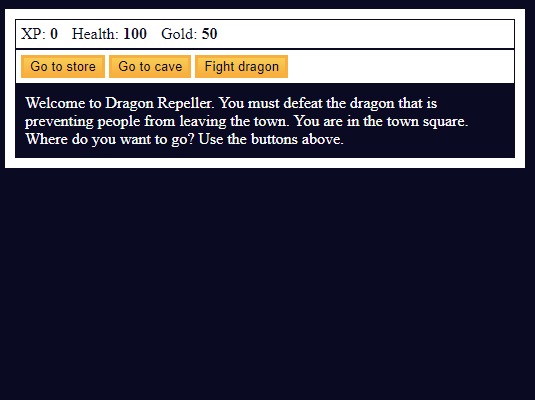 XP: 0 Health: 100 Gold: 50
Go to store Go to cave Fight dragon
Welcome to Dragon Repeller. You must defeat the dragon that is
preventing people from leaving the town. You are in the town square.
Where do you want to go? Use the buttons above.